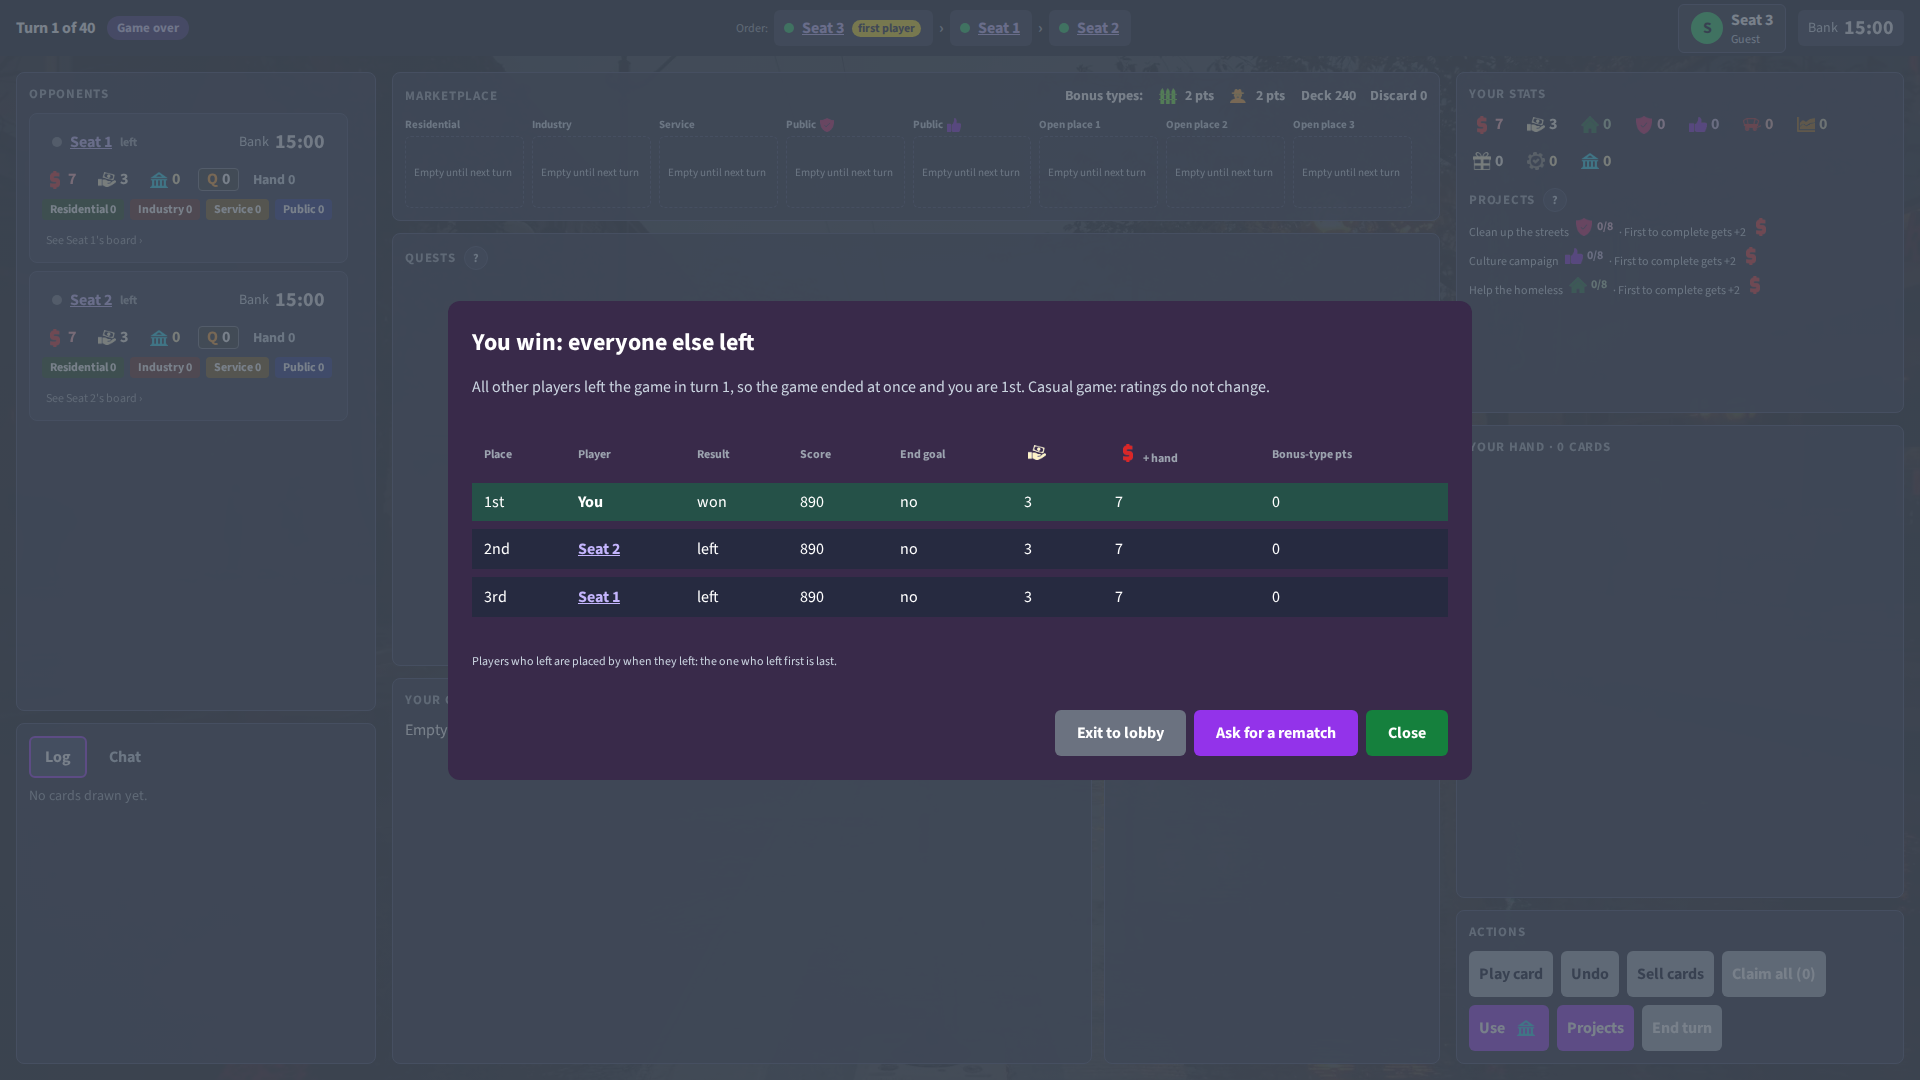 Turn 1 of 40 Game over
Order: Seat 3 first player › Seat 1 › Seat 2
S Seat 3 Guest Bank 15:00
OPPONENTS
Seat 1 left Bank 15:00
7 3 0 Q 0 Hand 0
Residential 0 Industry 0 Service 0 Public 0
See Seat 1's board ›
Seat 2 left Bank 15:00
7 3 0 Q 0 Hand 0
Residential 0 Industry 0 Service 0 Public 0
See Seat 2's board ›
Log Chat
No cards drawn yet.
MARKETPLACE Bonus types: 2 pts 2 pts Deck 240 Discard 0
Residential Industry Service Public Public Open place 1 Open place 2 Open place 3
Empty until next turn Empty until next turn Empty until next turn Empty until next turn Empty until next turn Empty until next turn Empty until next turn Empty until next turn
QUESTS ?
YOUR
Empty
You win: everyone else left
All other players left the game in turn 1, so the game ended at once and you are 1st. Casual game: ratings do not change.
Place Player Result Score End goal + hand Bonus-type pts
1st You won 890 no 3 7 0
2nd Seat 2 left 890 no 3 7 0
3rd Seat 1 left 890 no 3 7 0
Players who left are placed by when they left: the one who left first is last.
Exit to lobby Ask for a rematch Close
YOUR STATS
7 3 0 0 0 0 0
0 0 0
PROJECTS ?
Clean up the streets 0/8 · First to complete gets +2
Culture campaign 0/8 · First to complete gets +2
Help the homeless 0/8 · First to complete gets +2
YOUR HAND · 0 CARDS
ACTIONS
Play card Undo Sell cards Claim all (0)
Use Projects End turn